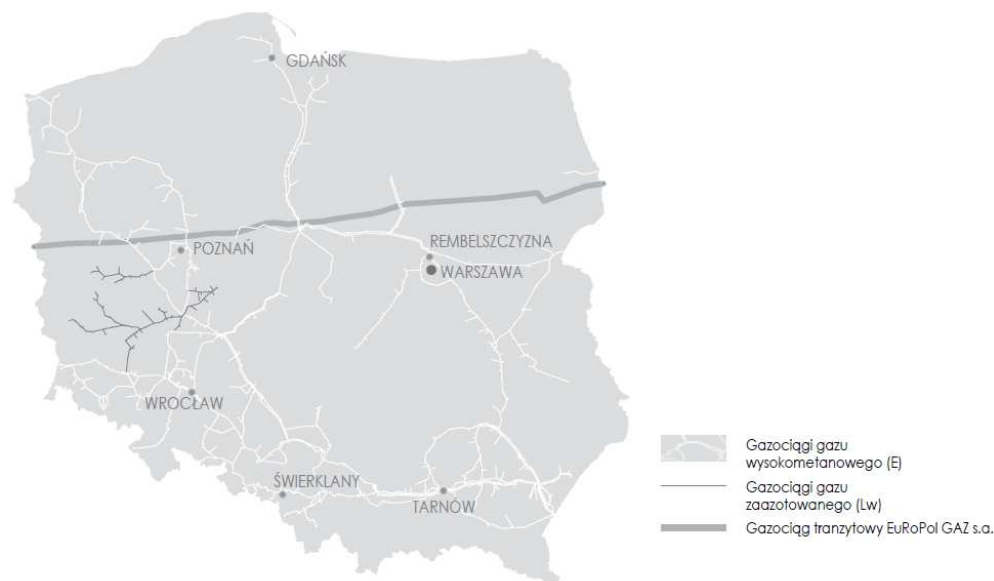 GDAŃSK
POZNAŃ
REMBELSZCZYZNA
WARSZAWA
WROCŁAW
ŚWIERKLANY
TARNÓW
Gazociągi gazu
wysokometanowego (E)
Gazociągi gazu
zaazotowanego (Lw)
Gazociąg tranzytowy EuRoPol GAZ s.a.